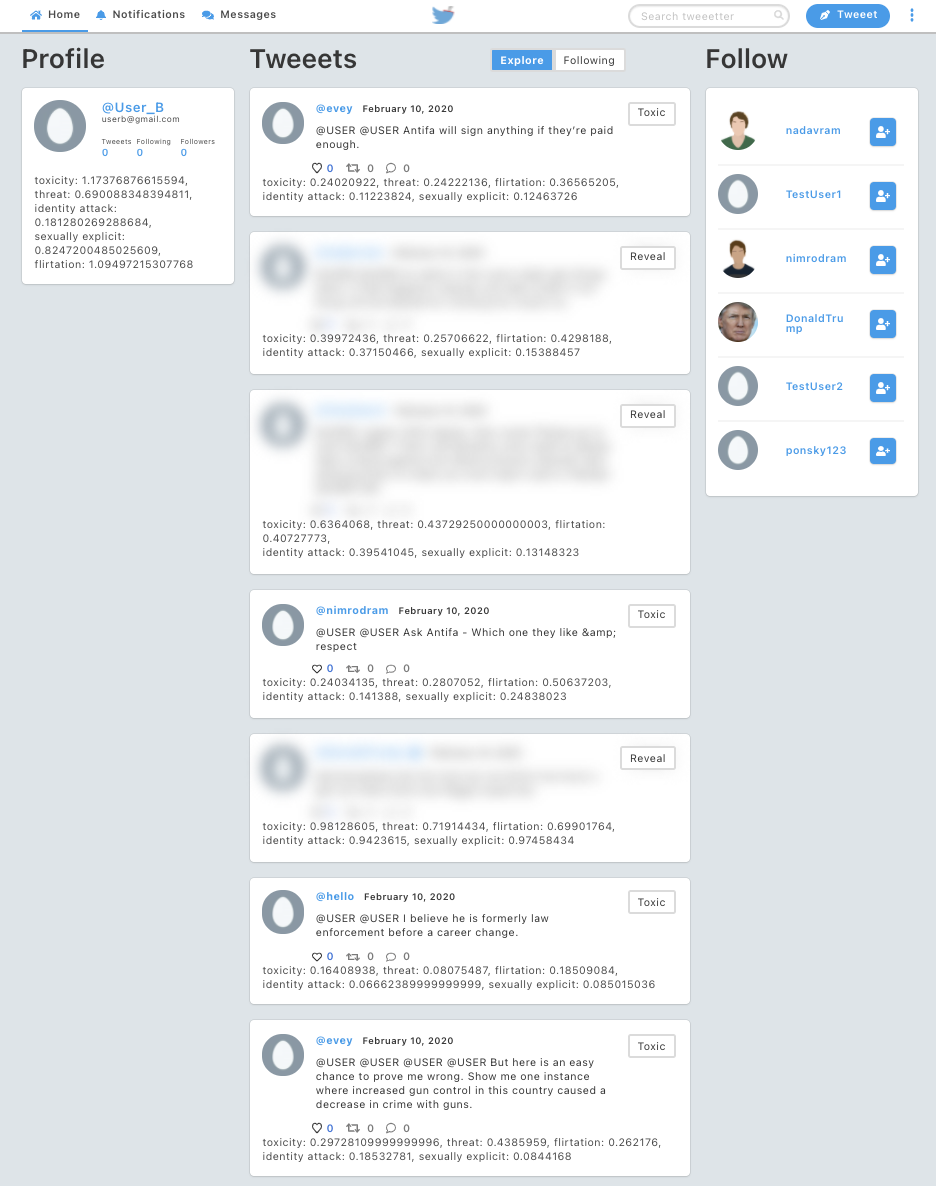 Home Notifications Messages Search tweeetter Tweeet
Profile
@User_B
userb@gmail.com
Tweeets Following Followers
0 0 0
toxicity: 1.17376876615594,
threat: 0.690088348394811,
identity attack:
0.181280269288684,
sexually explicit:
0.8247200485025609,
flirtation: 1.09497215307768
Tweeets
Explore Following
@evey February 10, 2020 Toxic
@USER @USER Antifa will sign anything if they're paid
enough.
0 0 0
toxicity: 0.24020922, threat: 0.24222136, flirtation: 0.36565205,
identity attack: 0.11223824, sexually explicit: 0.12463726
Reveal
toxicity: 0.39972436, threat: 0.25706622, flirtation: 0.4298188,
identity attack: 0.37150466, sexually explicit: 0.15388457
Reveal
toxicity: 0.6364068, threat: 0.43729250000000003, flirtation:
0.40727773,
identity attack: 0.39541045, sexually explicit: 0.13148323
@nimrodram February 10, 2020 Toxic
@USER @USER Ask Antifa - Which one they like &amp;
respect
0 0 0
toxicity: 0.24034135, threat: 0.2807052, flirtation: 0.50637203,
identity attack: 0.141388, sexually explicit: 0.24838023
Reveal
toxicity: 0.98128605, threat: 0.71914434, flirtation: 0.69901764,
identity attack: 0.9423615, sexually explicit: 0.97458434
@hello February 10, 2020 Toxic
@USER @USER I believe he is formerly law
enforcement before a career change.
0 0 0
toxicity: 0.16408938, threat: 0.08075487, flirtation: 0.18509084,
identity attack: 0.06662389999999999, sexually explicit: 0.085015036
@evey February 10, 2020 Toxic
@USER @USER @USER @USER But here is an easy
chance to prove me wrong. Show me one instance
where increased gun control in this country caused a
decrease in crime with guns.
0 0 0
toxicity: 0.29728109999999996, threat: 0.4385959, flirtation: 0.262176,
identity attack: 0.18532781, sexually explicit: 0.0844168
Follow
nadavram
TestUser1
nimrodram
DonaldTru
mp
TestUser2
ponsky123